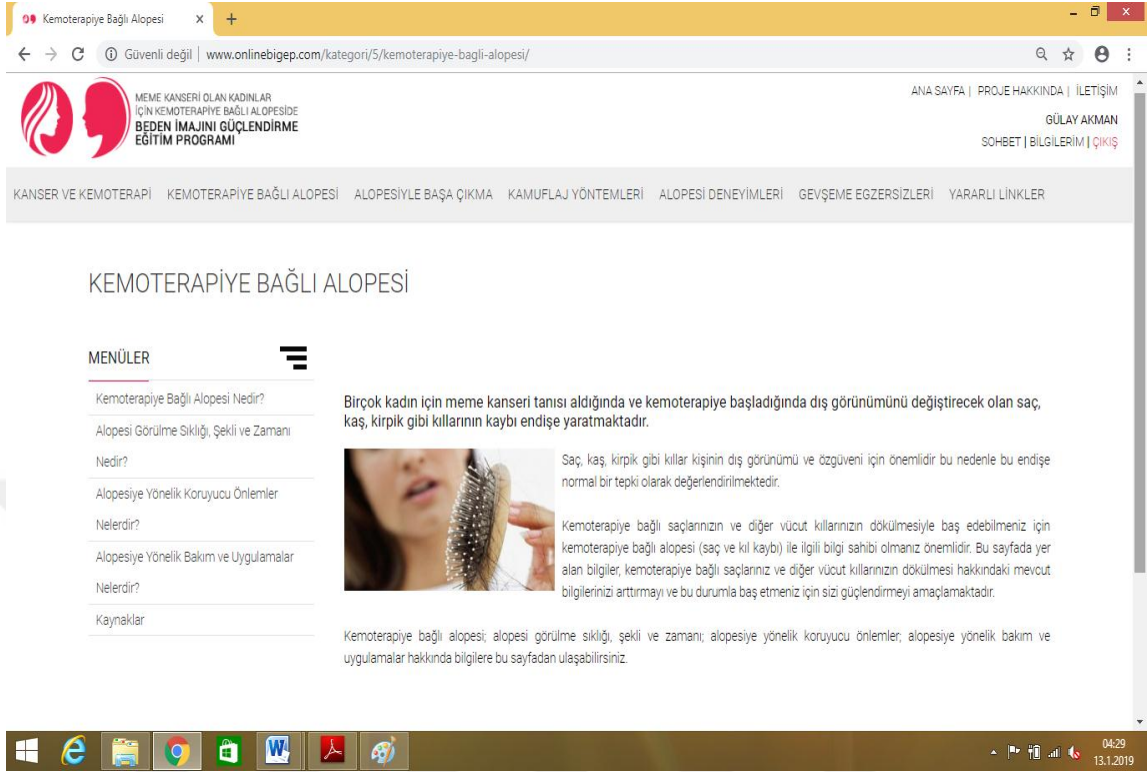 Kemoterapiye Bağlı Alopesi
Güvenli değil | www.onlinebigep.com/kategori/5/kemoterapiye-bagli-alopesi/
MEME KANSERİ OLAN KADINLAR
İÇİN KEMOTERAPİYE BAĞLI ALOPESİDE
BEDEN İMAJINI GÜÇLENDİRME
EĞİTİM PROGRAMI
ANA SAYFA | PROJE HAKKINDA | İLETİŞİM
GÜLAY AKMAN
SOHBET | BİLGİLERİM | ÇIKIŞ
KANSER VE KEMOTERAPİ KEMOTERAPİYE BAĞLI ALOPESİ ALOPESİYLE BAŞA ÇIKMA KAMUFLAJ YÖNTEMLERİ ALOPESİ DENEYİMLERİ GEVŞEME EGZERSİZLERİ YARARLI LİNKLER
KEMOTERAPİYE BAĞLI ALOPESİ
MENÜLER
Kemoterapiye Bağlı Alopesi Nedir?
Alopesi Görülme Sıklığı, Şekli ve Zamanı
Nedir?
Alopesiye Yönelik Koruyucu Önlemler
Nelerdir?
Alopesiye Yönelik Bakım ve Uygulamalar
Nelerdir?
Kaynaklar
Birçok kadın için meme kanseri tanısı aldığında ve kemoterapiye başladığında dış görünümünü değiştirecek olan saç,
kaş, kirpik gibi kıllarının kaybı endişe yaratmaktadır.
Saç, kaş, kirpik gibi kıllar kişinin dış görünümü ve özgüveni için önemlidir bu nedenle bu endişe
normal bir tepki olarak değerlendirilmektedir.
Kemoterapiye bağlı saçlarınızın ve diğer vücut kıllarınızın dökülmesiyle baş edebilmeniz için
kemoterapiye bağlı alopesi (saç ve kıl kaybı) ile ilgili bilgi sahibi olmanız önemlidir. Bu sayfada yer
alan bilgiler, kemoterapiye bağlı saçlarınız ve diğer vücut kıllarınızın dökülmesi hakkındaki mevcut
bilgilerinizi arttırmayı ve bu durumla baş etmeniz için sizi güçlendirmeyi amaçlamaktadır.
Kemoterapiye bağlı alopesi; alopesi görülme sıklığı, şekli ve zamanı; alopesiye yönelik koruyucu önlemler; alopesiye yönelik bakım ve
uygulamalar hakkında bilgilere bu sayfadan ulaşabilirsiniz.
04:29
13.1.2019